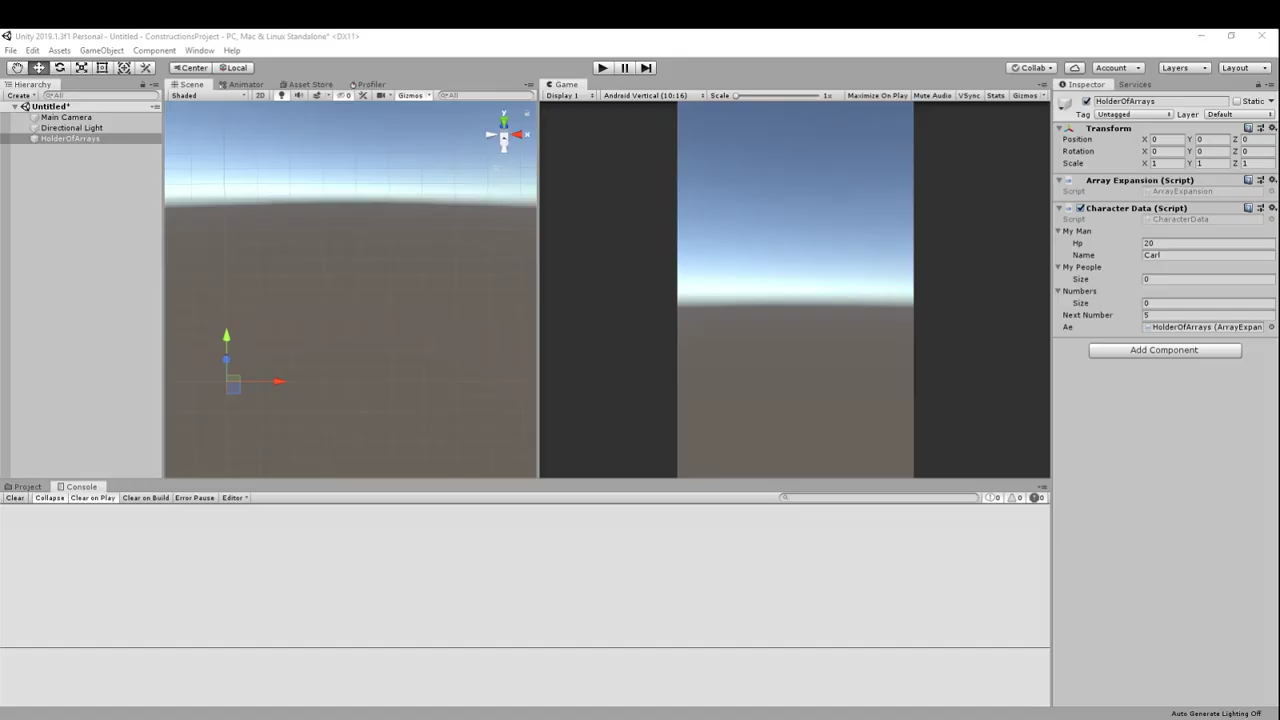 Unity 2019.1.3f1 Personal - Untitled - ConstructionsProject - PC, Mac & Linux Standalone* <DX11>
File Edit Assets GameObject Component Window Help
Center Local Collab Account Layers Layout
Hierarchy Scene Animator Asset Store Profiler Game Inspector Services
Create All Shaded 2D 0 Gizmos All Display 1 Android Vertical (10:16) Scale 1x Maximize On Play Mute Audio VSync Stats Gizmos
HolderOfArrays Static
Untitled*
Tag Untagged Layer Default
Main Camera
Directional Light
HolderOfArrays
Transform
Position X 0 Y 0 Z 0
Rotation X 0 Y 0 Z 0
Scale X 1 Y 1 Z 1
Array Expansion (Script)
Script ArrayExpansion
Character Data (Script)
Script CharacterData
My Man
Hp 20
Name Carl
My People
Size 0
Numbers
Size 0
Next Number 5
Ae HolderOfArrays (ArrayExpan
Add Component
Project Console
Clear Collapse Clear on Play Clear on Build Error Pause Editor 0 0 0
Auto Generate Lighting Off